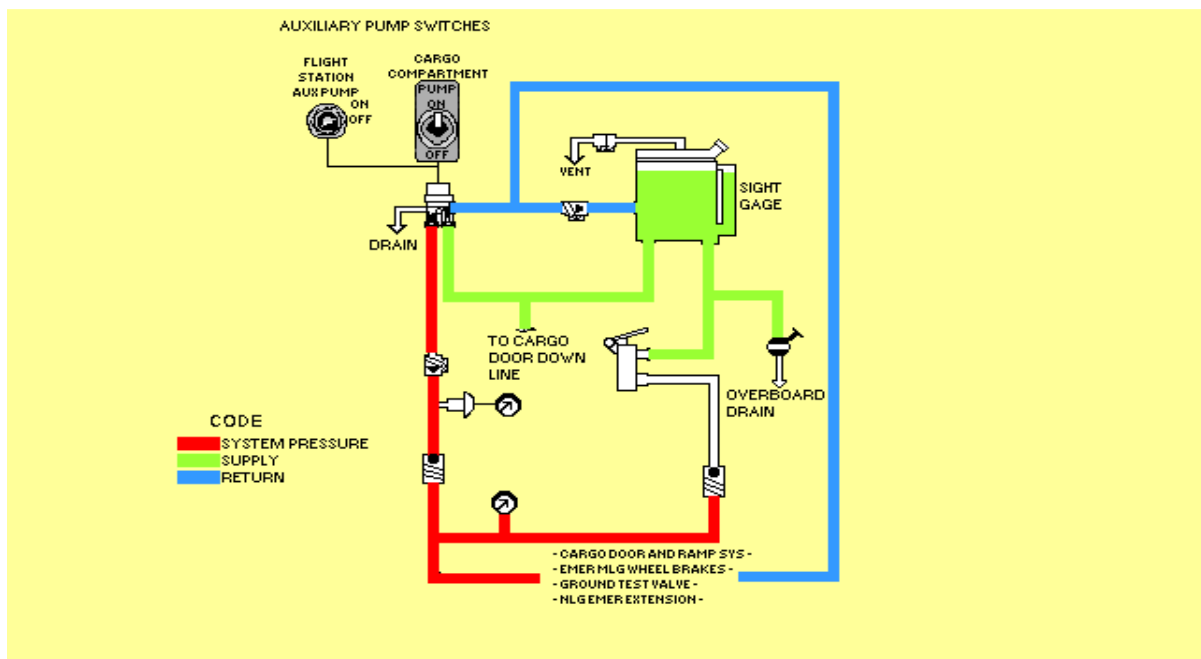 AUXILIARY PUMP SWITCHES
FLIGHT
STATION
AUX PUMP
ON
OFF
CARGO
COMPARTMENT
PUMP
ON
OFF
VENT
SIGHT
GAGE
DRAIN
TO CARGO
DOOR DOWN
LINE
OVERBOARD
DRAIN
CODE
SYSTEM PRESSURE
SUPPLY
RETURN
- CARGO DOOR AND RAMP SYS -
- EMER MLG WHEEL BRAKES -
- GROUND TEST VALVE -
- NLG EMER EXTENSION -